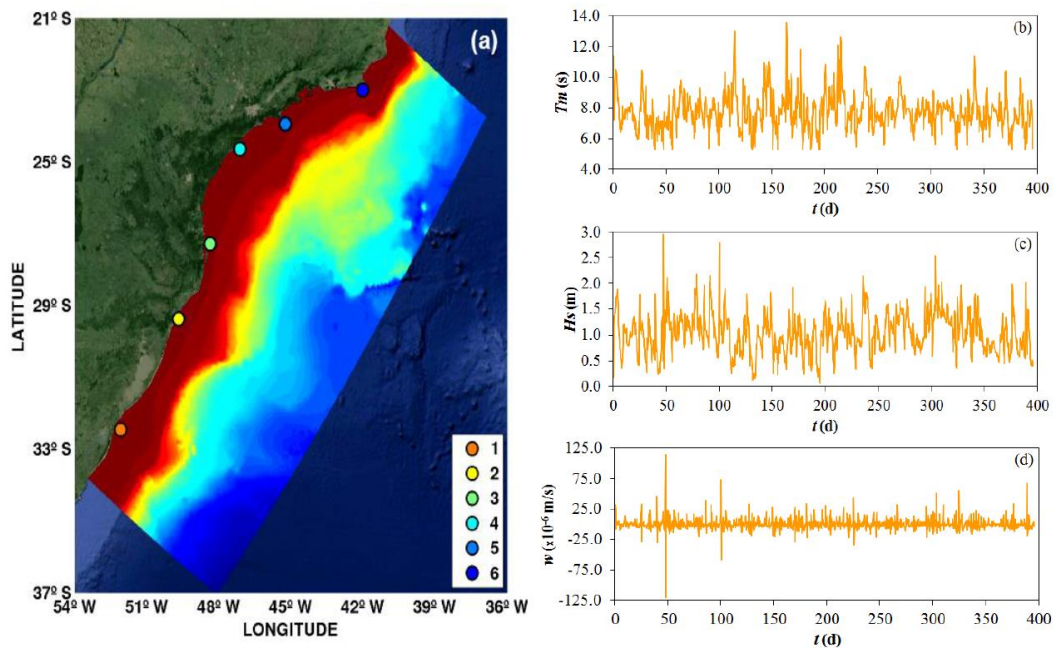 (a)
21º S
25º S
29º S
33º S
37º S
LATITUDE
54º W 51º W 48º W 45º W 42º W 39º W 36º W
LONGITUDE
1
2
3
4
5
6
(b)
Tm (s)
14.0
12.0
10.0
8.0
6.0
4.0
0 50 100 150 200 250 300 350 400
t (d)
(c)
Hs (m)
3.0
2.5
2.0
1.5
1.0
0.5
0.0
0 50 100 150 200 250 300 350 400
t (d)
(d)
w (x10⁻⁶ m/s)
125.0
75.0
25.0
-25.0
-75.0
-125.0
0 50 100 150 200 250 300 350 400
t (d)